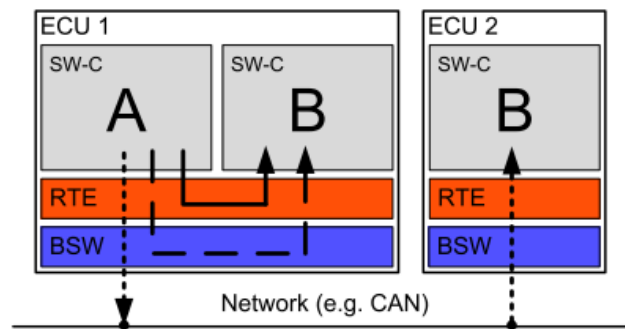 ECU 1
SW-C
A
SW-C
B
RTE
BSW
ECU 2
SW-C
B
RTE
BSW
Network (e.g. CAN)